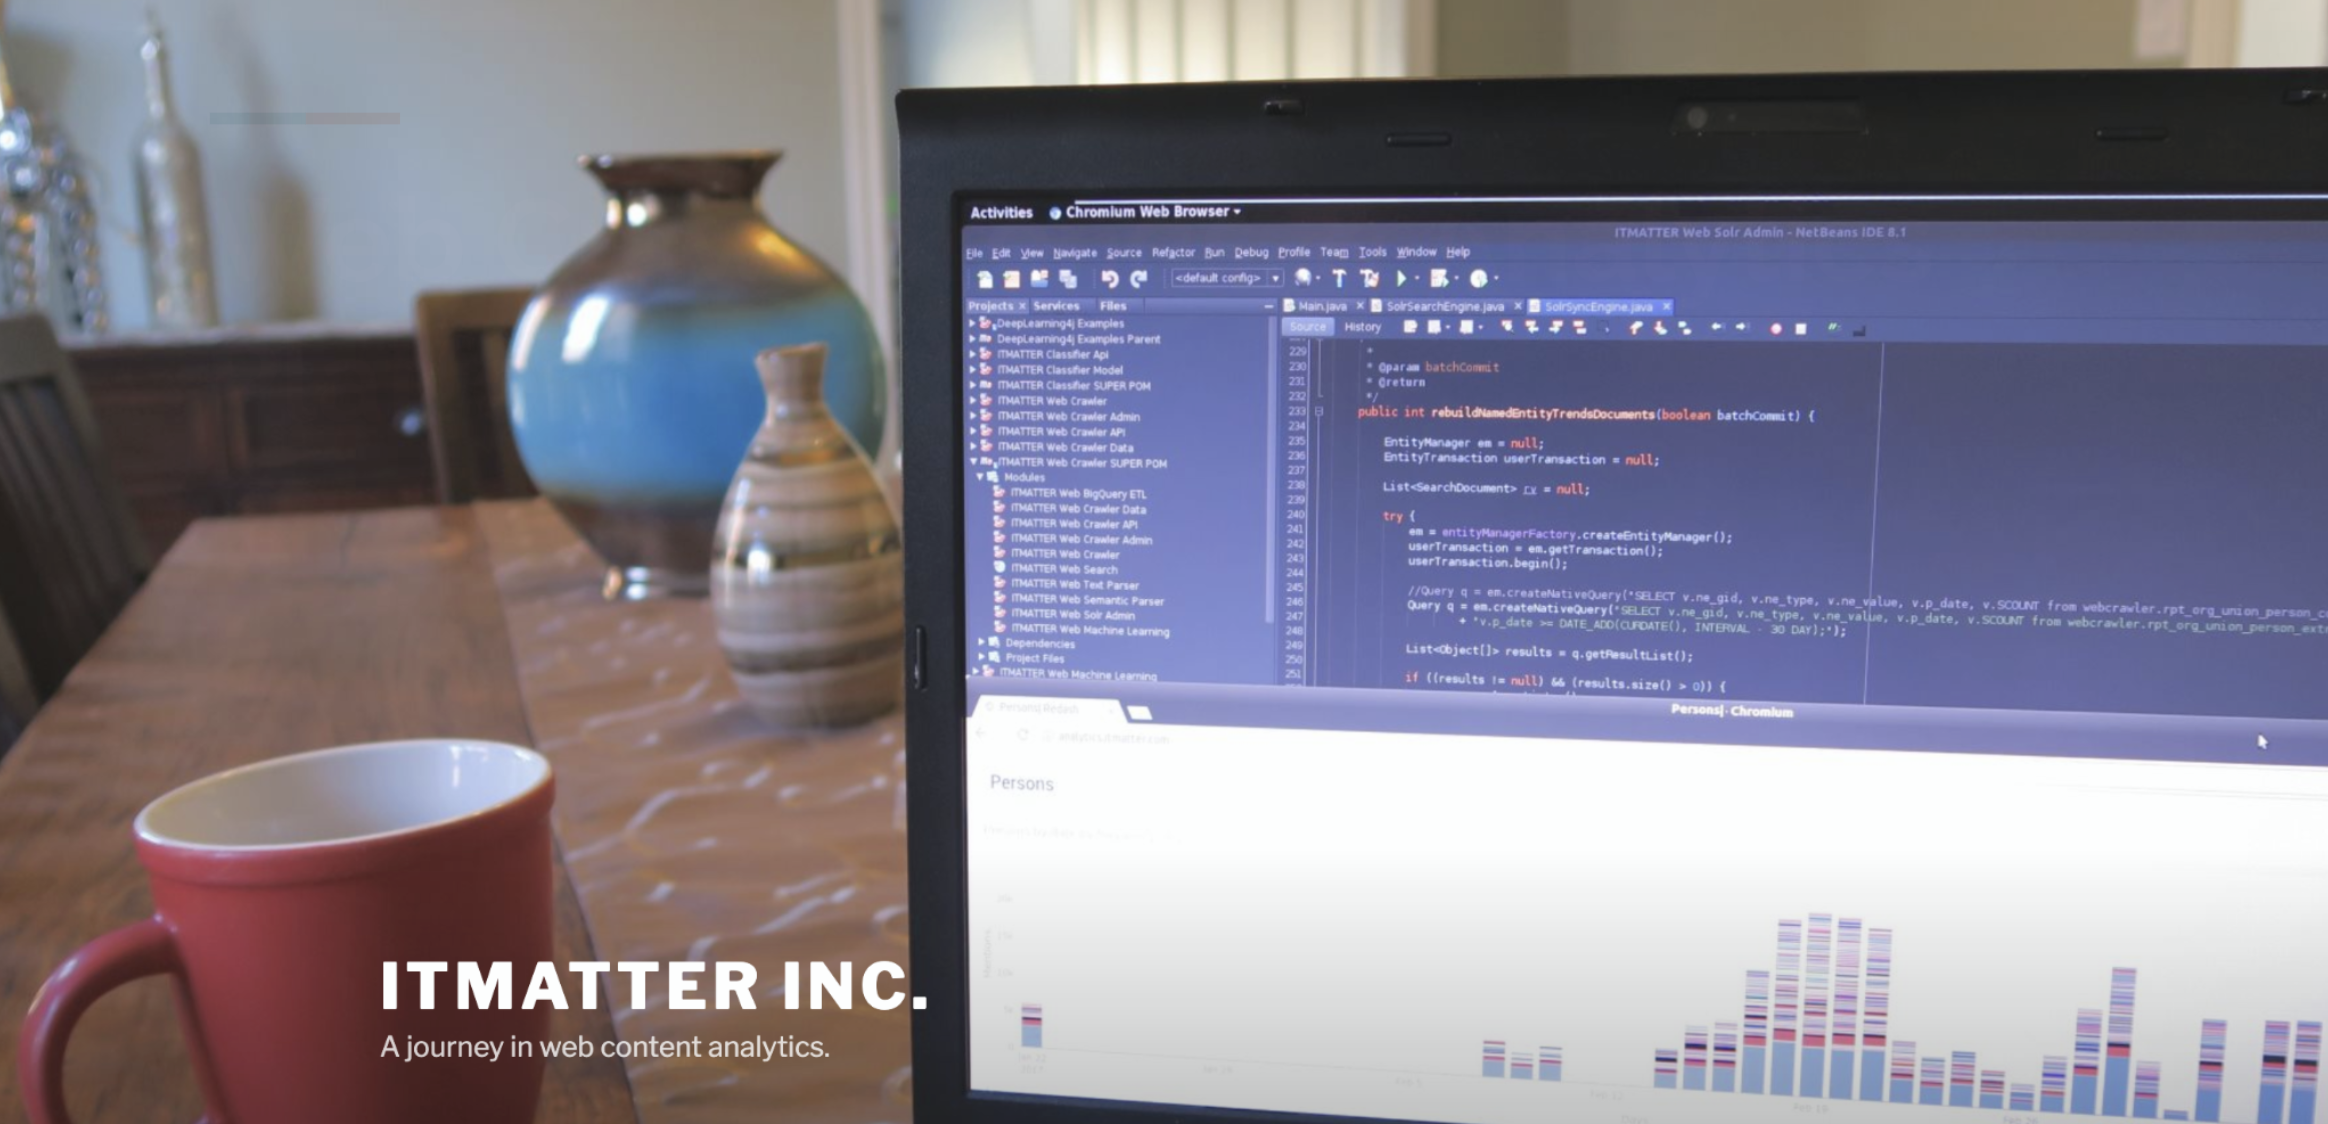 Activities Chromium Web Browser
ITMATTER Web Solr Admin - NetBeans IDE 8.1
File Edit View Navigate Source Refactor Run Debug Profile Team Tools Window Help
<default config>
Projects Services Files
Main.java SolrSearchEngine.java SolrSyncEngine.java
Source History
DeepLearning4j Examples
DeepLearning4j Examples Parent
ITMATTER Classifier Api
ITMATTER Classifier Model
ITMATTER Classifier SUPER POM
ITMATTER Web Crawler
ITMATTER Web Crawler Admin
ITMATTER Web Crawler API
ITMATTER Web Crawler Data
ITMATTER Web Crawler SUPER POM
Modules
ITMATTER Web BigQuery ETL
ITMATTER Web Crawler Data
ITMATTER Web Crawler API
ITMATTER Web Crawler Admin
ITMATTER Web Crawler
ITMATTER Web Search
ITMATTER Web Text Parser
ITMATTER Web Semantic Parser
ITMATTER Web Solr Admin
ITMATTER Web Machine Learning
Dependencies
Project Files
ITMATTER Web Machine Learning
229 *
230 * @param batchCommit
231 * @return
232 */
233 public int rebuildNamedEntityTrendsDocuments(boolean batchCommit) {
234
235 EntityManager em = null;
236 EntityTransaction userTransaction = null;
237
238 List<SearchDocument> rv = null;
239
240 try {
241 em = entityManagerFactory.createEntityManager();
242 userTransaction = em.getTransaction();
243 userTransaction.begin();
244
245 //Query q = em.createNativeQuery("SELECT v.ne_gid, v.ne_type, v.ne_value, v.p_date, v.SCOUNT from webcrawler.rpt_org_union_person_c
246 Query q = em.createNativeQuery("SELECT v.ne_gid, v.ne_type, v.ne_value, v.p_date, v.SCOUNT from webcrawler.rpt_org_union_person_ext
247 + "v.p_date >= DATE_ADD(CURDATE(), INTERVAL - 30 DAY);");
248
249 List<Object[]> results = q.getResultList();
250
251 if ((results != null) && (results.size() > 0)) {
Persons| Redash
Persons| - Chromium
analytics.itmatter.com
Persons
ITMATTER INC.
A journey in web content analytics.